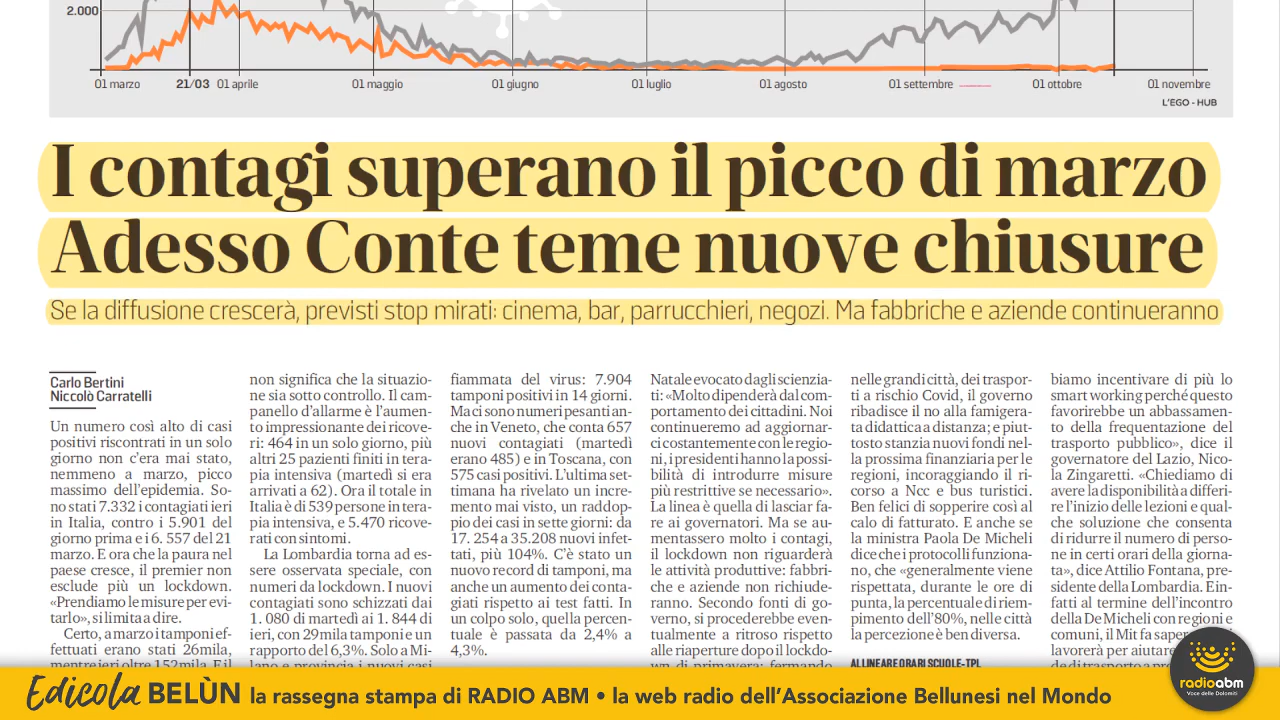 2.000
01 marzo 21/03 01 aprile 01 maggio 01 giugno 01 luglio 01 agosto 01 settembre 01 ottobre 01 novembre
L'EGO - HUB
I contagi superano il picco di marzo
Adesso Conte teme nuove chiusure
Se la diffusione crescerà, previsti stop mirati: cinema, bar, parrucchieri, negozi. Ma fabbriche e aziende continueranno
Carlo Bertini
Niccolò Carratelli
Un numero così alto di casi
positivi riscontrati in un solo
giorno non c'era mai stato,
nemmeno a marzo, picco
massimo dell'epidemia. So-
no stati 7.332 i contagiati ieri
in Italia, contro i 5.901 del
giorno prima e i 6. 557 del 21
marzo. E ora che la paura nel
paese cresce, il premier non
esclude più un lockdown.
«Prendiamo le misure per evi-
tarlo», si limita a dire.
Certo, a marzo i tamponi ef-
fettuati erano stati 26mila,
mentre ieri oltre 152mila. E il
non significa che la situazio-
ne sia sotto controllo. Il cam-
panello d'allarme è l'aumen-
to impressionante dei ricove-
ri: 464 in un solo giorno, più
altri 25 pazienti finiti in tera-
pia intensiva (martedì si era
arrivati a 62). Ora il totale in
Italia è di 539 persone in tera-
pia intensiva, e 5.470 ricove-
rati con sintomi.
La Lombardia torna ad es-
sere osservata speciale, con
numeri da lockdown. I nuovi
contagiati sono schizzati dai
1. 080 di martedì ai 1. 844 di
ieri, con 29mila tamponi e un
rapporto del 6,3%. Solo a Mi-
lano e provincia i nuovi casi
fiammata del virus: 7.904
tamponi positivi in 14 giorni.
Ma ci sono numeri pesanti an-
che in Veneto, che conta 657
nuovi contagiati (martedì
erano 485) e in Toscana, con
575 casi positivi. L'ultima set-
timana ha rivelato un incre-
mento mai visto, un raddop-
pio dei casi in sette giorni: da
17. 254 a 35.208 nuovi infet-
tati, più 104%. C'è stato un
nuovo record di tamponi, ma
anche un aumento dei conta-
giati rispetto ai test fatti. In
un colpo solo, quella percen-
tuale è passata da 2,4% a
4,3%.
Natale evocato dagli scienzia-
ti: «Molto dipenderà dal com-
portamento dei cittadini. Noi
continueremo ad aggiornar-
ci costantemente con le regio-
ni, i presidenti hanno la possi-
bilità di introdurre misure
più restrittive se necessario».
La linea è quella di lasciar fa-
re ai governatori. Ma se au-
mentassero molto i contagi,
il lockdown non riguarderà
le attività produttive: fabbri-
che e aziende non richiude-
ranno. Secondo fonti di go-
verno, si procederebbe even-
tualmente a ritroso rispetto
alle riaperture dopo il lockdo-
wn di primavera: fermando
nelle grandi città, dei traspor-
ti a rischio Covid, il governo
ribadisce il no alla famigera-
ta didattica a distanza; e piut-
tosto stanzia nuovi fondi nel-
la prossima finanziaria per le
regioni, incoraggiando il ri-
corso a Ncc e bus turistici.
Ben felici di sopperire così al
calo di fatturato. E anche se
la ministra Paola De Micheli
dice che i protocolli funziona-
no, che «generalmente viene
rispettata, durante le ore di
punta, la percentuale di riem-
pimento dell'80%, nelle città
la percezione è ben diversa.
ALLINEARE ORARI SCUOLE-TPL
biamo incentivare di più lo
smart working perché questo
favorirebbe un abbassamen-
to della frequentazione del
trasporto pubblico», dice il
governatore del Lazio, Nico-
la Zingaretti. «Chiediamo di
avere la disponibilità a differi-
re l'inizio delle lezioni e qual-
che soluzione che consenta
di ridurre il numero di perso-
ne in certi orari della giorna-
ta», dice Attilio Fontana, pre-
sidente della Lombardia. E in-
fatti al termine dell'incontro
della De Micheli con regioni e
comuni, il Mit fa
lavorerà per aiutare
de di trasporto a
Edicola BELÙN la rassegna stampa di RADIO ABM • la web radio dell'Associazione Bellunesi nel Mondo
radioabm
Voce delle Dolomiti